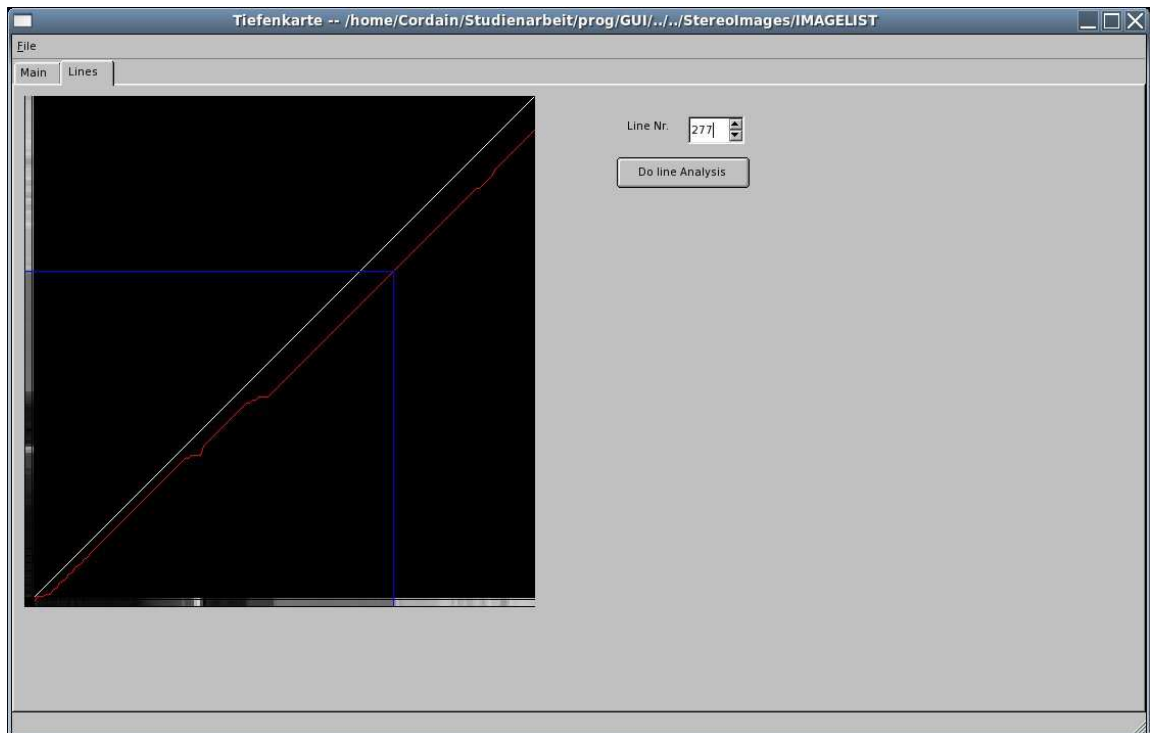 Tiefenkarte -- /home/Cordain/Studienarbeit/prog/GUI/../../StereoImages/IMAGELIST
File
Main Lines
Line Nr. 277
Do line Analysis